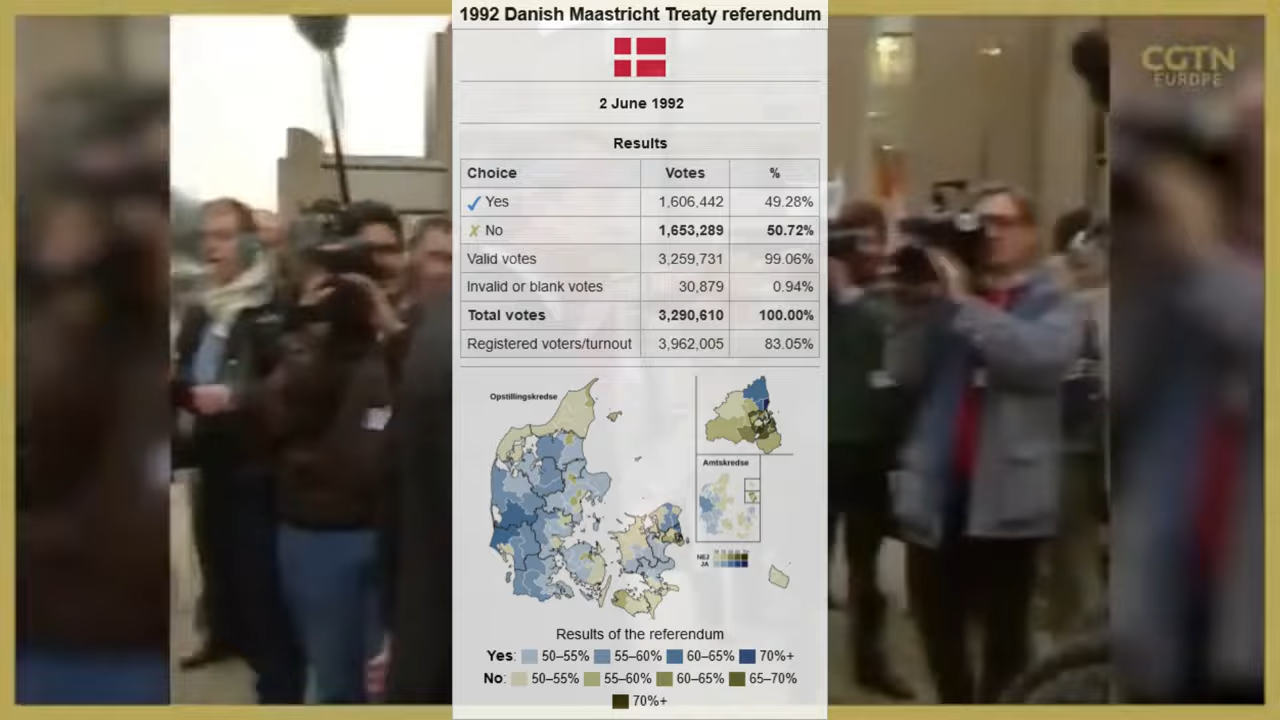 1992 Danish Maastricht Treaty referendum
CGTN
EUROPE
2 June 1992
Results
Choice Votes %
Yes 1,606,442 49.28%
No 1,653,289 50.72%
Valid votes 3,259,731 99.06%
Invalid or blank votes 30,879 0.94%
Total votes 3,290,610 100.00%
Registered voters/turnout 3,962,005 83.05%
Opstillingskredse
Amtskredse
NEJ
JA
Results of the referendum
Yes: 50–55% 55–60% 60–65% 70%+
No: 50–55% 55–60% 60–65% 65–70%
70%+